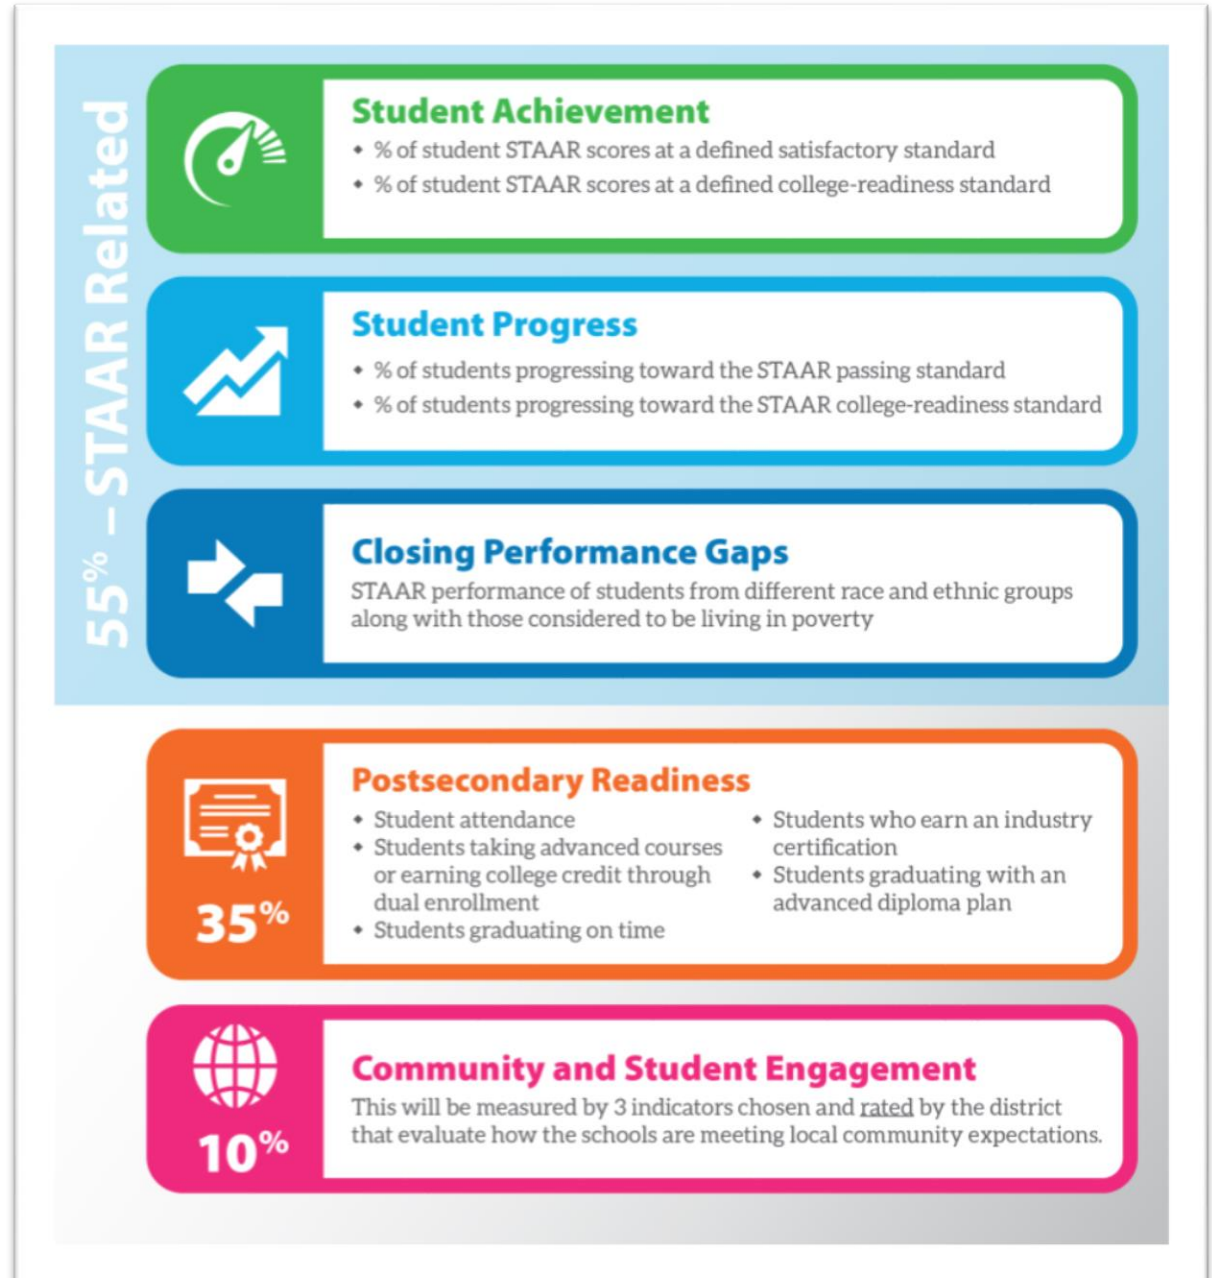 55% – STAAR Related
Student Achievement
• % of student STAAR scores at a defined satisfactory standard
• % of student STAAR scores at a defined college-readiness standard
Student Progress
• % of students progressing toward the STAAR passing standard
• % of students progressing toward the STAAR college-readiness standard
Closing Performance Gaps
STAAR performance of students from different race and ethnic groups
along with those considered to be living in poverty
35%
Postsecondary Readiness
• Student attendance
• Students taking advanced courses
or earning college credit through
dual enrollment
• Students graduating on time
• Students who earn an industry
certification
• Students graduating with an
advanced diploma plan
10%
Community and Student Engagement
This will be measured by 3 indicators chosen and rated by the district
that evaluate how the schools are meeting local community expectations.